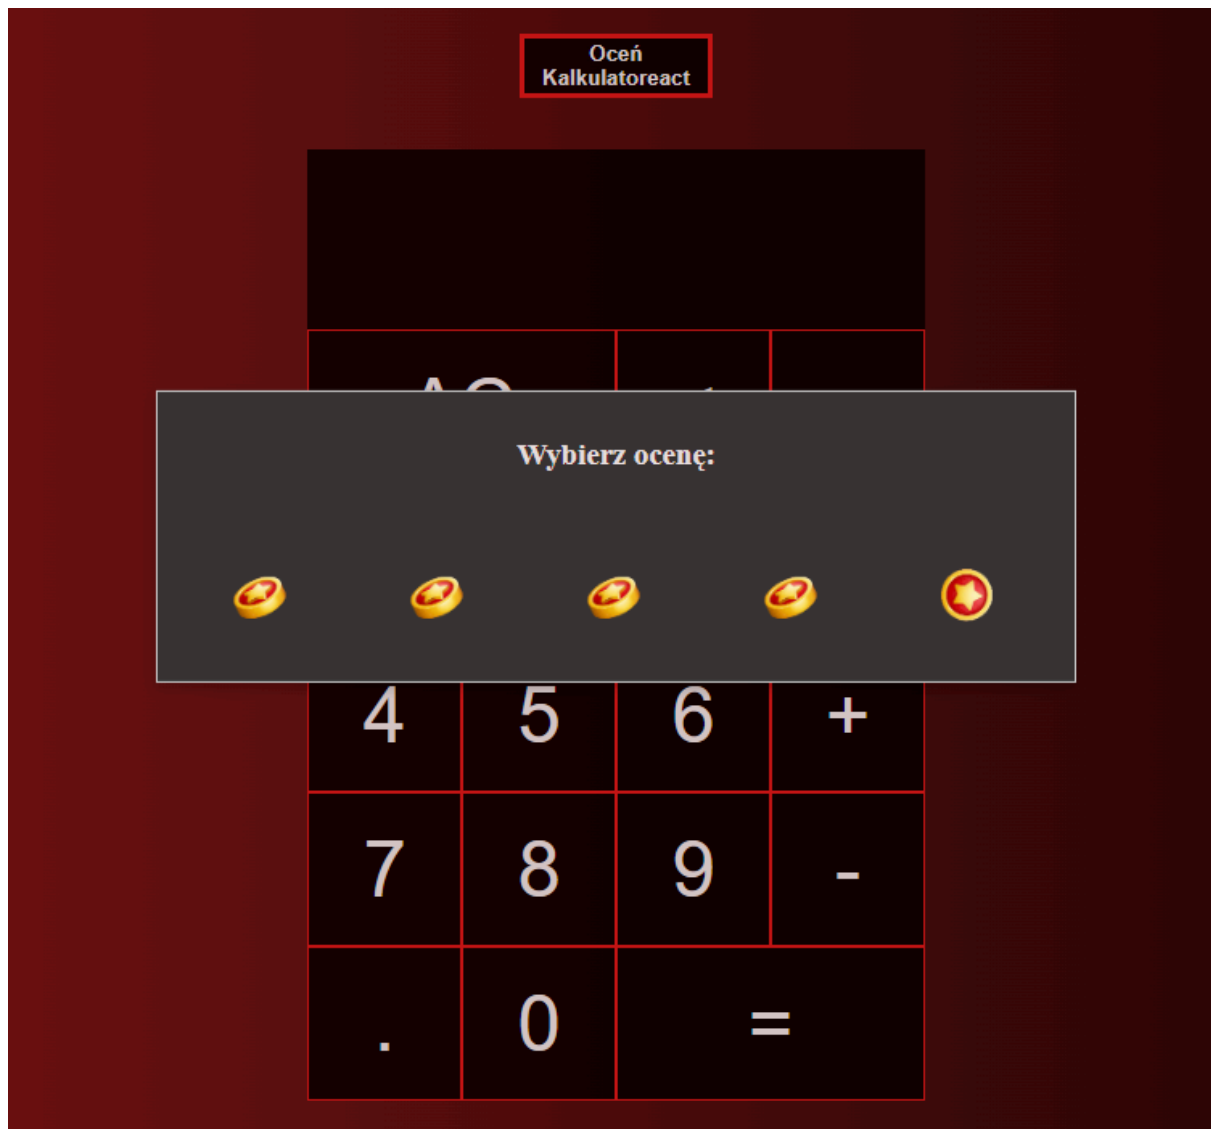 Oceń
Kalkulatoreact
Wybierz ocenę:
4 5 6 +
7 8 9 -
. 0 =